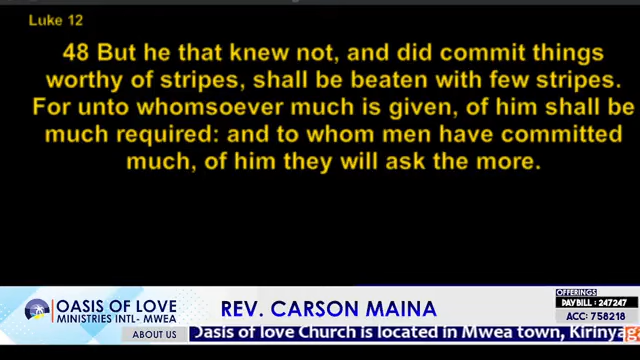 Luke 12
48 But he that knew not, and did commit things
worthy of stripes, shall be beaten with few stripes.
For unto whomsoever much is given, of him shall be
much required: and to whom men have committed
much, of him they will ask the more.
OASIS OF LOVE
MINISTRIES INTL- MWEA
REV. CARSON MAINA
OFFERINGS
PAYBILL: 247247
ACC: 758218
ABOUT US
Oasis of love Church is located in Mwea town, Kirinyaga